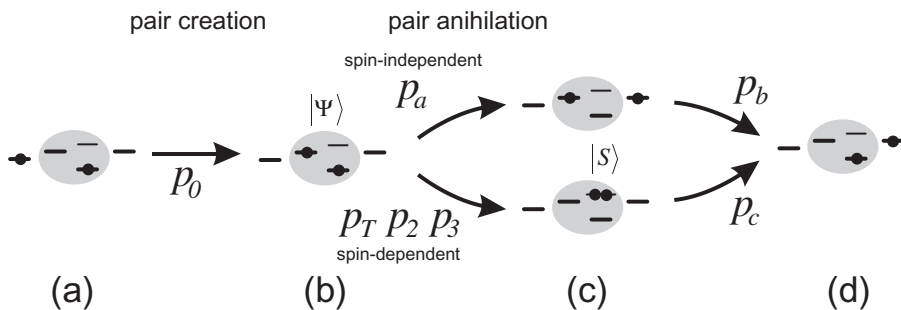 pair creation
pair anihilation
spin-independent
|Ψ⟩
p_a
p_b
p_0
|S⟩
p_T p_2 p_3
p_c
spin-dependent
(a)
(b)
(c)
(d)